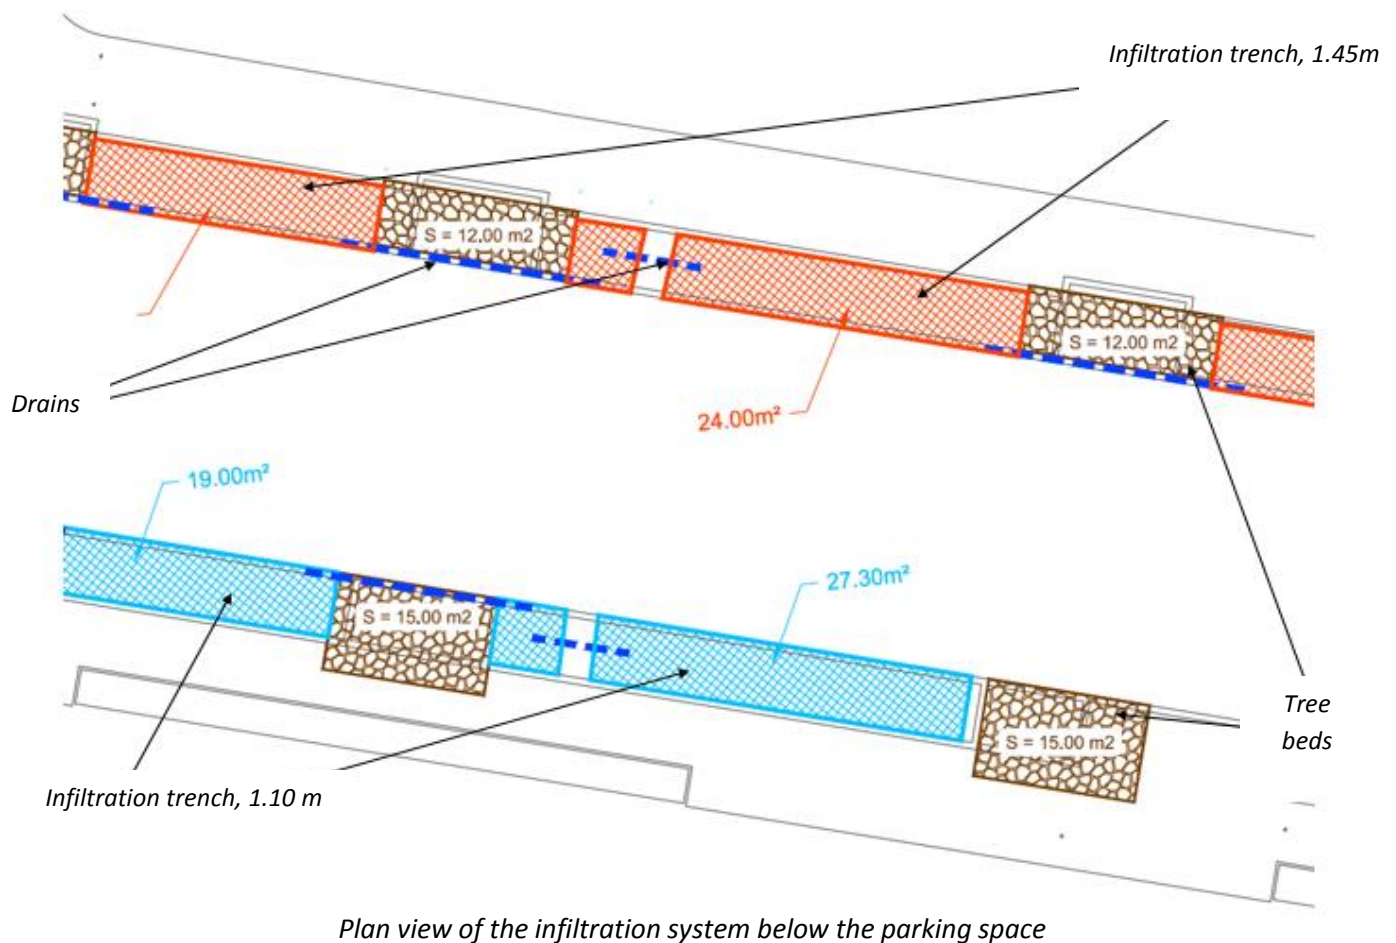 Infiltration trench, 1.45m
S = 12.00 m2
S = 12.00 m2
Drains
24.00m²
19.00m²
27.30m²
S = 15.00 m2
Tree
beds
S = 15.00 m2
Infiltration trench, 1.10 m
Plan view of the infiltration system below the parking space